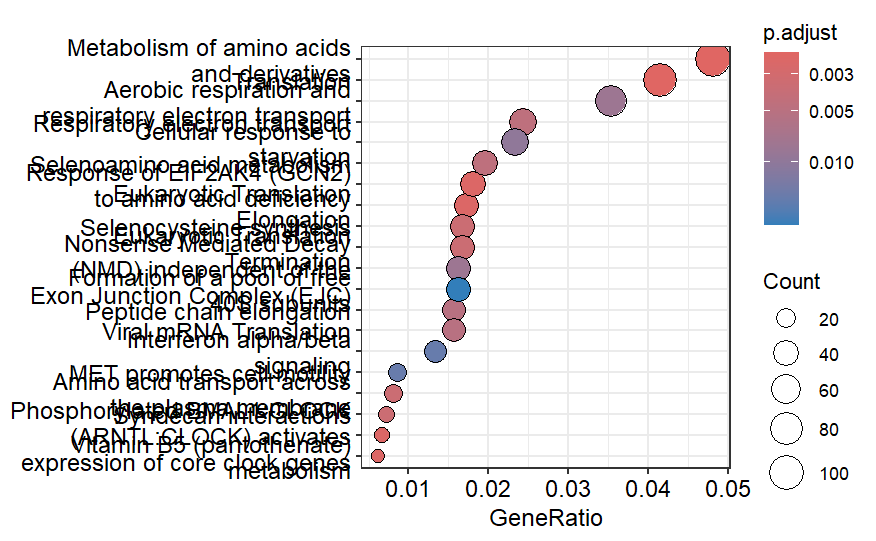 p.adjust
Metabolism of amino acids
and derivatives
Translation
Aerobic respiration and
respiratory electron transport
Respiratory electron transport
Cellular response to
starvation
Selenoamino acid metabolism
Response of EIF2AK4 (GCN2)
to amino acid deficiency
Eukaryotic Translation
Elongation
Selenocysteine synthesis
Eukaryotic Translation
Termination
Nonsense Mediated Decay
(NMD) independent of the
Exon Junction Complex (EJC)
Formation of a pool of free
40S subunits
Peptide chain elongation
Viral mRNA Translation
Interferon alpha/beta
signaling
MET promotes cell motility
Amino acid transport across
the plasma membrane
Phosphorylated BMAL1:CLOCK
(ARNTL:CLOCK) activates
expression of core clock genes
Syndecan interactions
Vitamin B5 (pantothenate)
metabolism
0.003
0.005
0.010
Count
20
40
60
80
100
0.01
0.02
0.03
0.04
0.05
GeneRatio